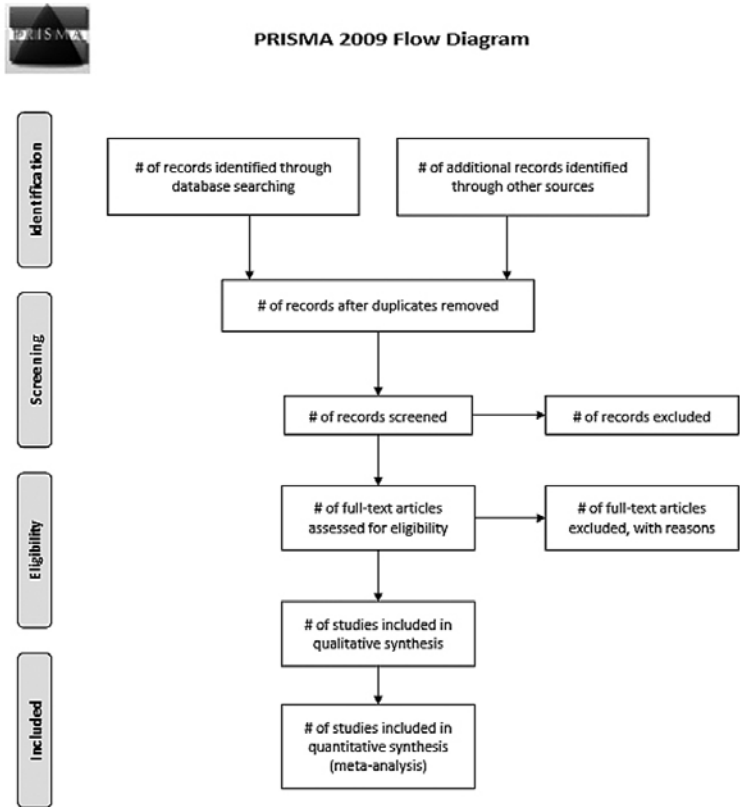 PRISMA
PRISMA 2009 Flow Diagram
Identification
# of records identified through
database searching
# of additional records identified
through other sources
# of records after duplicates removed
Screening
# of records screened
# of records excluded
Eligibility
# of full-text articles
assessed for eligibility
# of full-text articles
excluded, with reasons
# of studies included in
qualitative synthesis
Included
# of studies included in
quantitative synthesis
(meta-analysis)